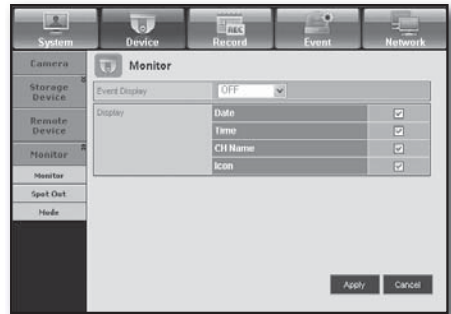 System Device Record Event Network
REC
Camera
Storage
Device
Remote
Device
Monitor
Monitor
Spot Out
Mode
Monitor
Event Display OFF
Display Date
Time
CH Name
Icon
Apply Cancel